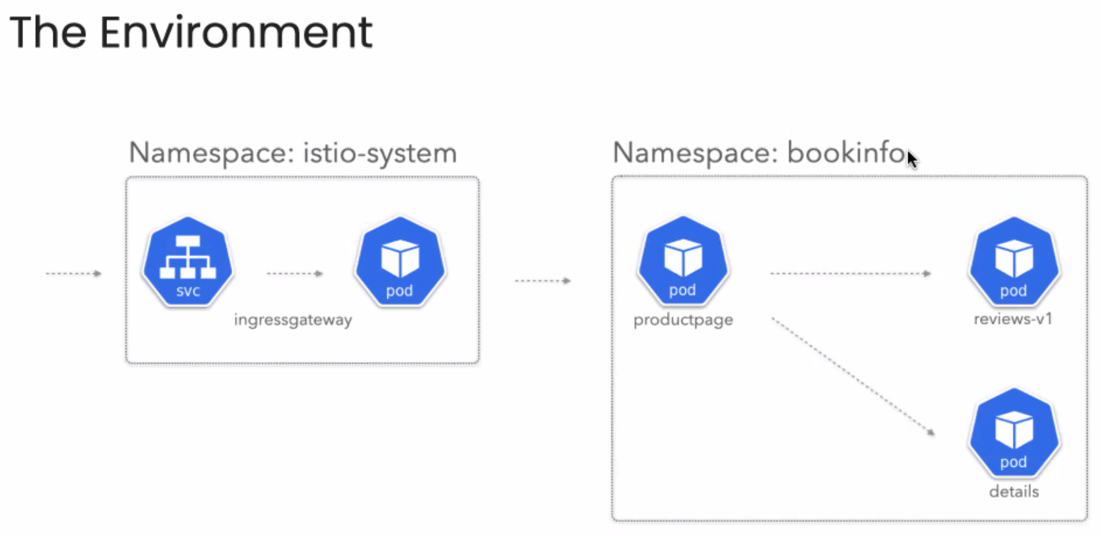 The Environment
Namespace: istio-system
svc
pod
ingressgateway
Namespace: bookinfo
pod
productpage
pod
reviews-v1
pod
details